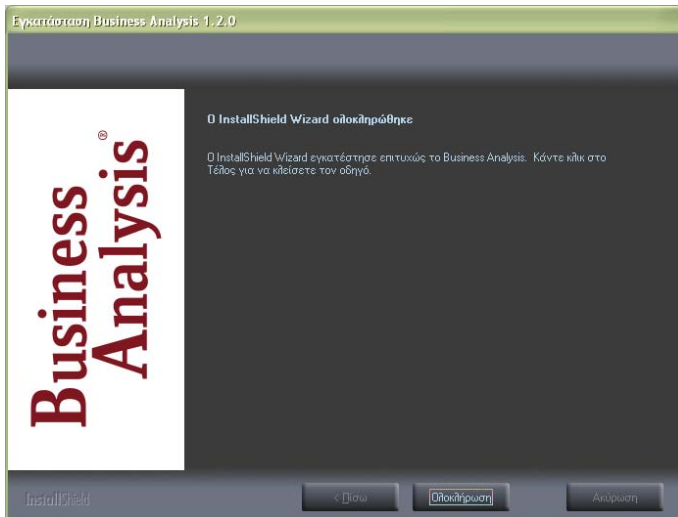 Εγκατάσταση Business Analysis 1.2.0
Business
Analysis®
Ο InstallShield Wizard ολοκληρώθηκε
Ο InstallShield Wizard εγκατέστησε επιτυχώς το Business Analysis. Κάντε κλικ στο
Τέλος για να κλείσετε τον οδηγό.
InstallShield
< Πίσω
Ολοκλήρωση
Ακύρωση